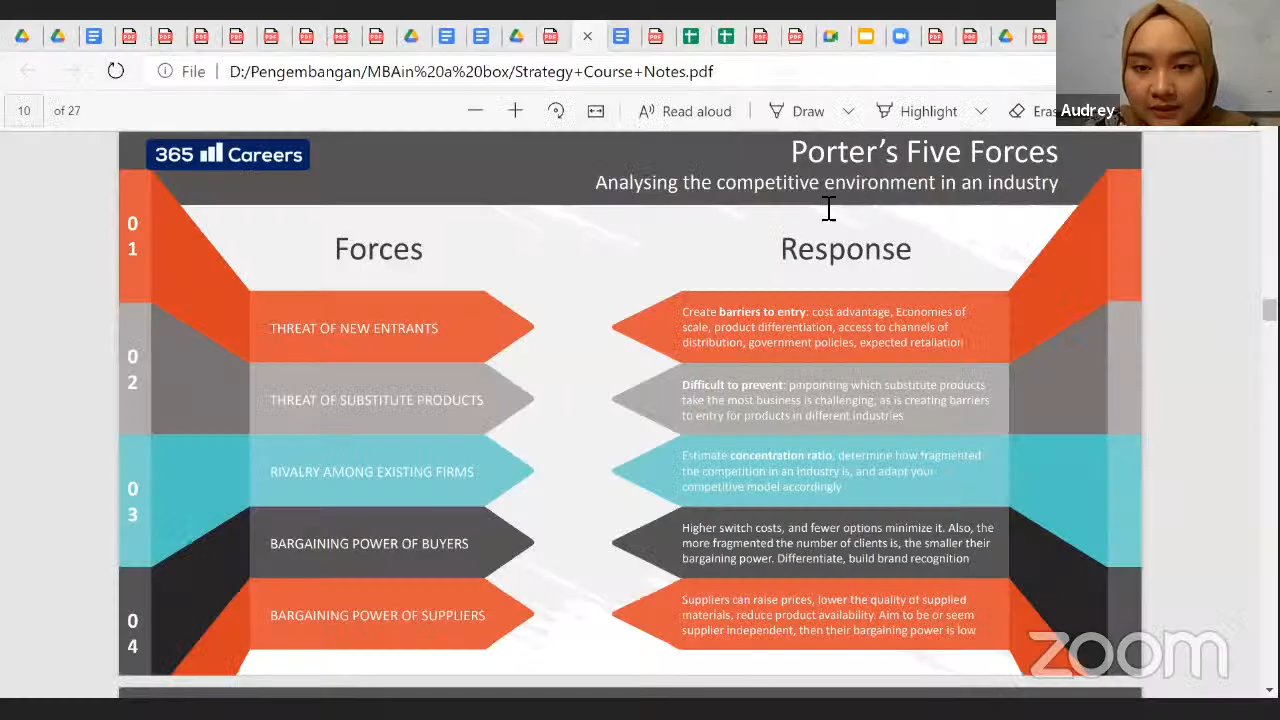 File
D:/Pengembangan/MBAin%20a%20box/Strategy+Course+Notes.pdf
10 of 27
Read aloud
Draw
Highlight
Eras
Audrey
365 Careers
Porter's Five Forces
Analysing the competitive environment in an industry
Forces
Response
0
1
THREAT OF NEW ENTRANTS
Create barriers to entry: cost advantage, Economies of
scale, product differentiation, access to channels of
distribution, government policies, expected retaliation
0
2
THREAT OF SUBSTITUTE PRODUCTS
Difficult to prevent: pinpointing which substitute products
take the most business is challenging, as is creating barriers
to entry for products in different industries
0
3
RIVALRY AMONG EXISTING FIRMS
Estimate concentration ratio, determine how fragmented
the competition in an industry is, and adapt your
competitive model accordingly
BARGAINING POWER OF BUYERS
Higher switch costs, and fewer options minimize it. Also, the
more fragmented the number of clients is, the smaller their
bargaining power. Differentiate, build brand recognition
0
4
BARGAINING POWER OF SUPPLIERS
Suppliers can raise prices, lower the quality of supplied
materials, reduce product availability. Aim to be or seem
supplier independent, then their bargaining power is low
zoom